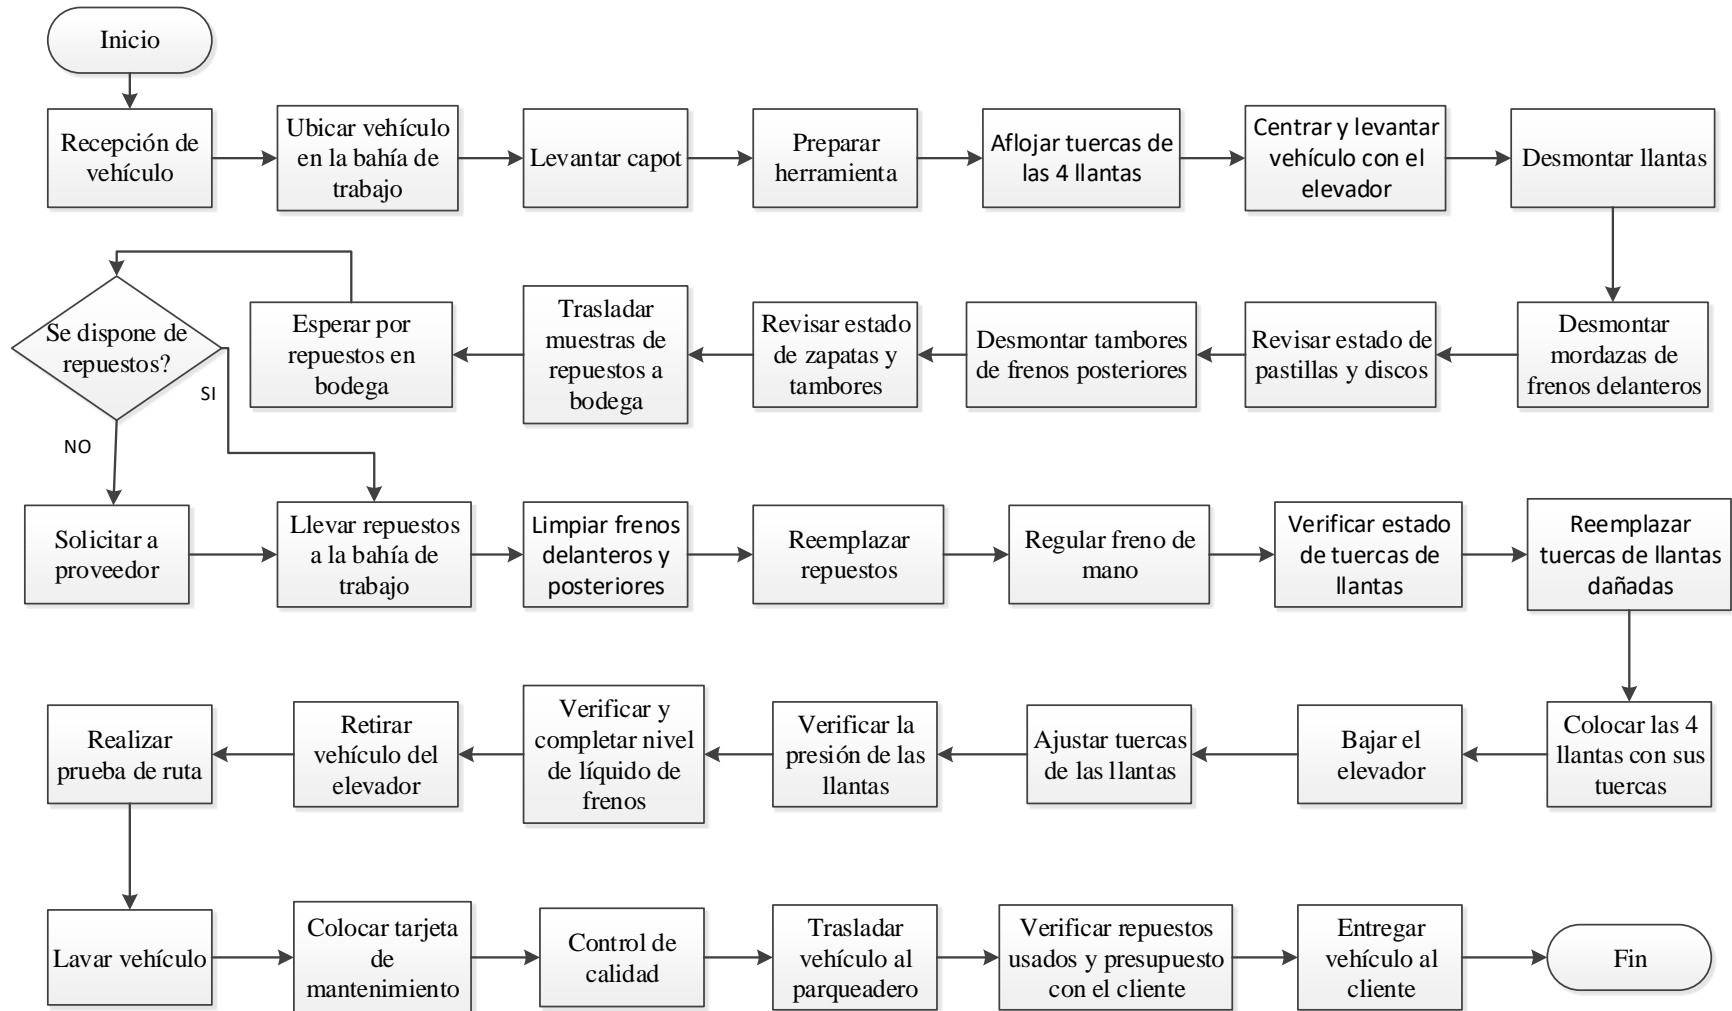 Inicio
Recepción de
vehículo
Ubicar vehículo
en la bahía de
trabajo
Levantar capot
Preparar
herramienta
Aflojar tuercas de
las 4 llantas
Centrar y levantar
vehículo con el
elevador
Desmontar llantas
Desmontar
mordazas de
frenos delanteros
Revisar estado de
pastillas y discos
Desmontar tambores
de frenos posteriores
Revisar estado
de zapatas y
tambores
Trasladar
muestras de
repuestos a
bodega
Esperar por
repuestos en
bodega
Se dispone de
repuestos?
SI
NO
Solicitar a
proveedor
Llevar repuestos
a la bahía de
trabajo
Limpiar frenos
delanteros y
posteriores
Reemplazar
repuestos
Regular freno de
mano
Verificar estado
de tuercas de
llantas
Reemplazar
tuercas de llantas
dañadas
Colocar las 4
llantas con sus
tuercas
Bajar el
elevador
Ajustar tuercas
de las llantas
Verificar la
presión de las
llantas
Verificar y
completar nivel
de líquido de
frenos
Retirar
vehículo del
elevador
Realizar
prueba de ruta
Lavar vehículo
Colocar tarjeta
de
mantenimiento
Control de
calidad
Trasladar
vehículo al
parqueadero
Verificar repuestos
usados y presupuesto
con el cliente
Entregar
vehículo al
cliente
Fin